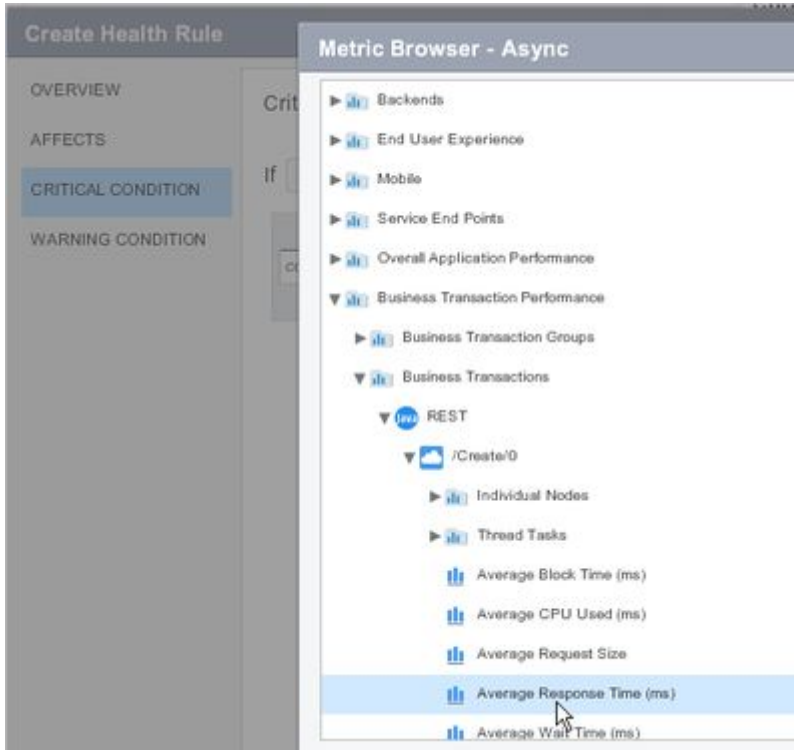 Create Health Rule
Metric Browser - Async
OVERVIEW
AFFECTS
CRITICAL CONDITION
WARNING CONDITION
Crit
If
Backends
End User Experience
Mobile
Service End Points
Overall Application Performance
Business Transaction Performance
Business Transaction Groups
Business Transactions
Java
REST
/Create/0
Individual Nodes
Thread Tasks
Average Block Time (ms)
Average CPU Used (ms)
Average Request Size
Average Response Time (ms)
Average Wait Time (ms)